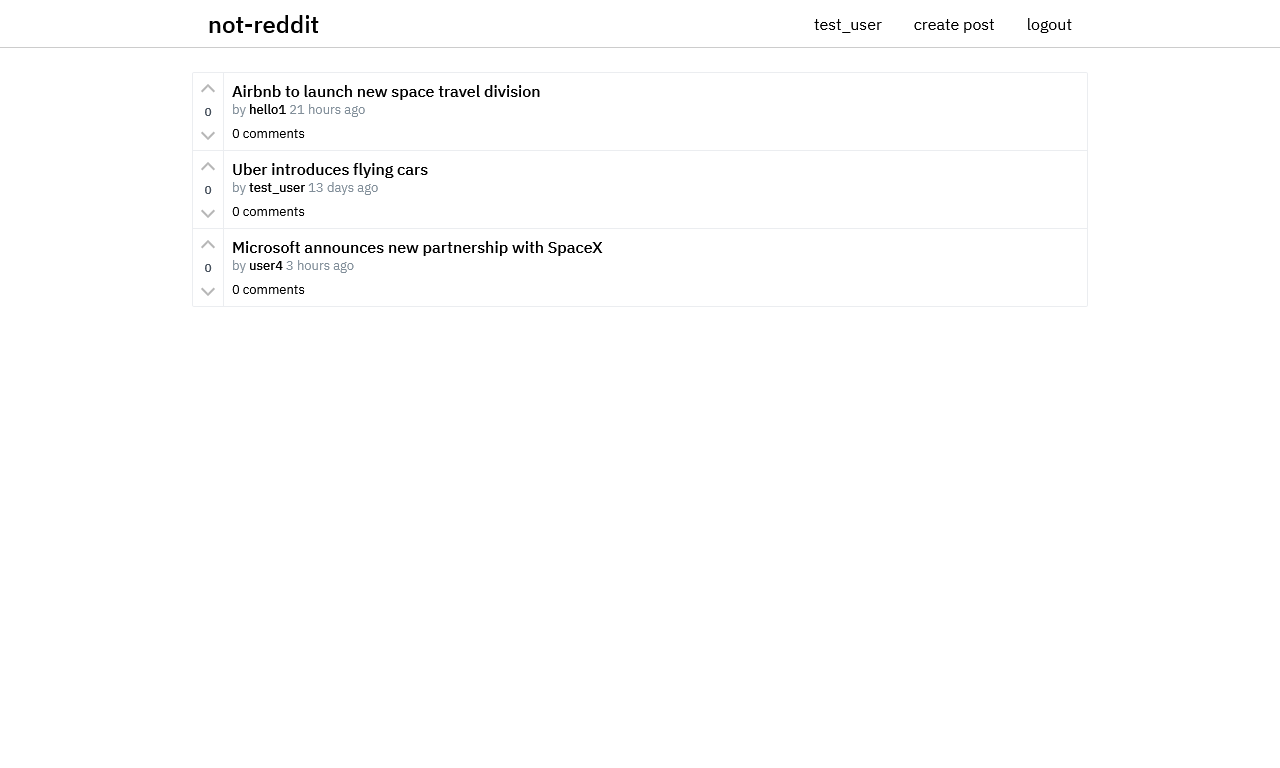 not-reddit test_user create post logout
Airbnb to launch new space travel division
0
by hello1 21 hours ago
0 comments
Uber introduces flying cars
0
by test_user 13 days ago
0 comments
Microsoft announces new partnership with SpaceX
0
by user4 3 hours ago
0 comments